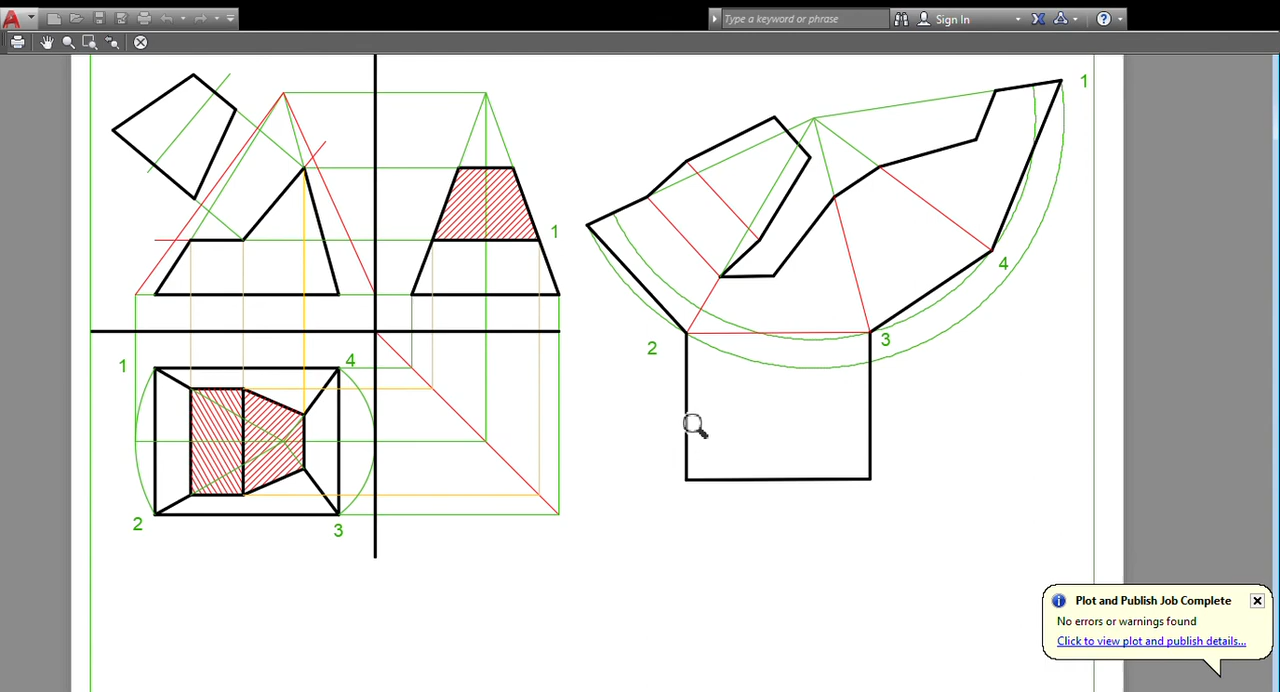 A
Type a keyword or phrase
Sign In
?
1
1
4
3
2
1
4
2
3
Plot and Publish Job Complete
No errors or warnings found
Click to view plot and publish details...